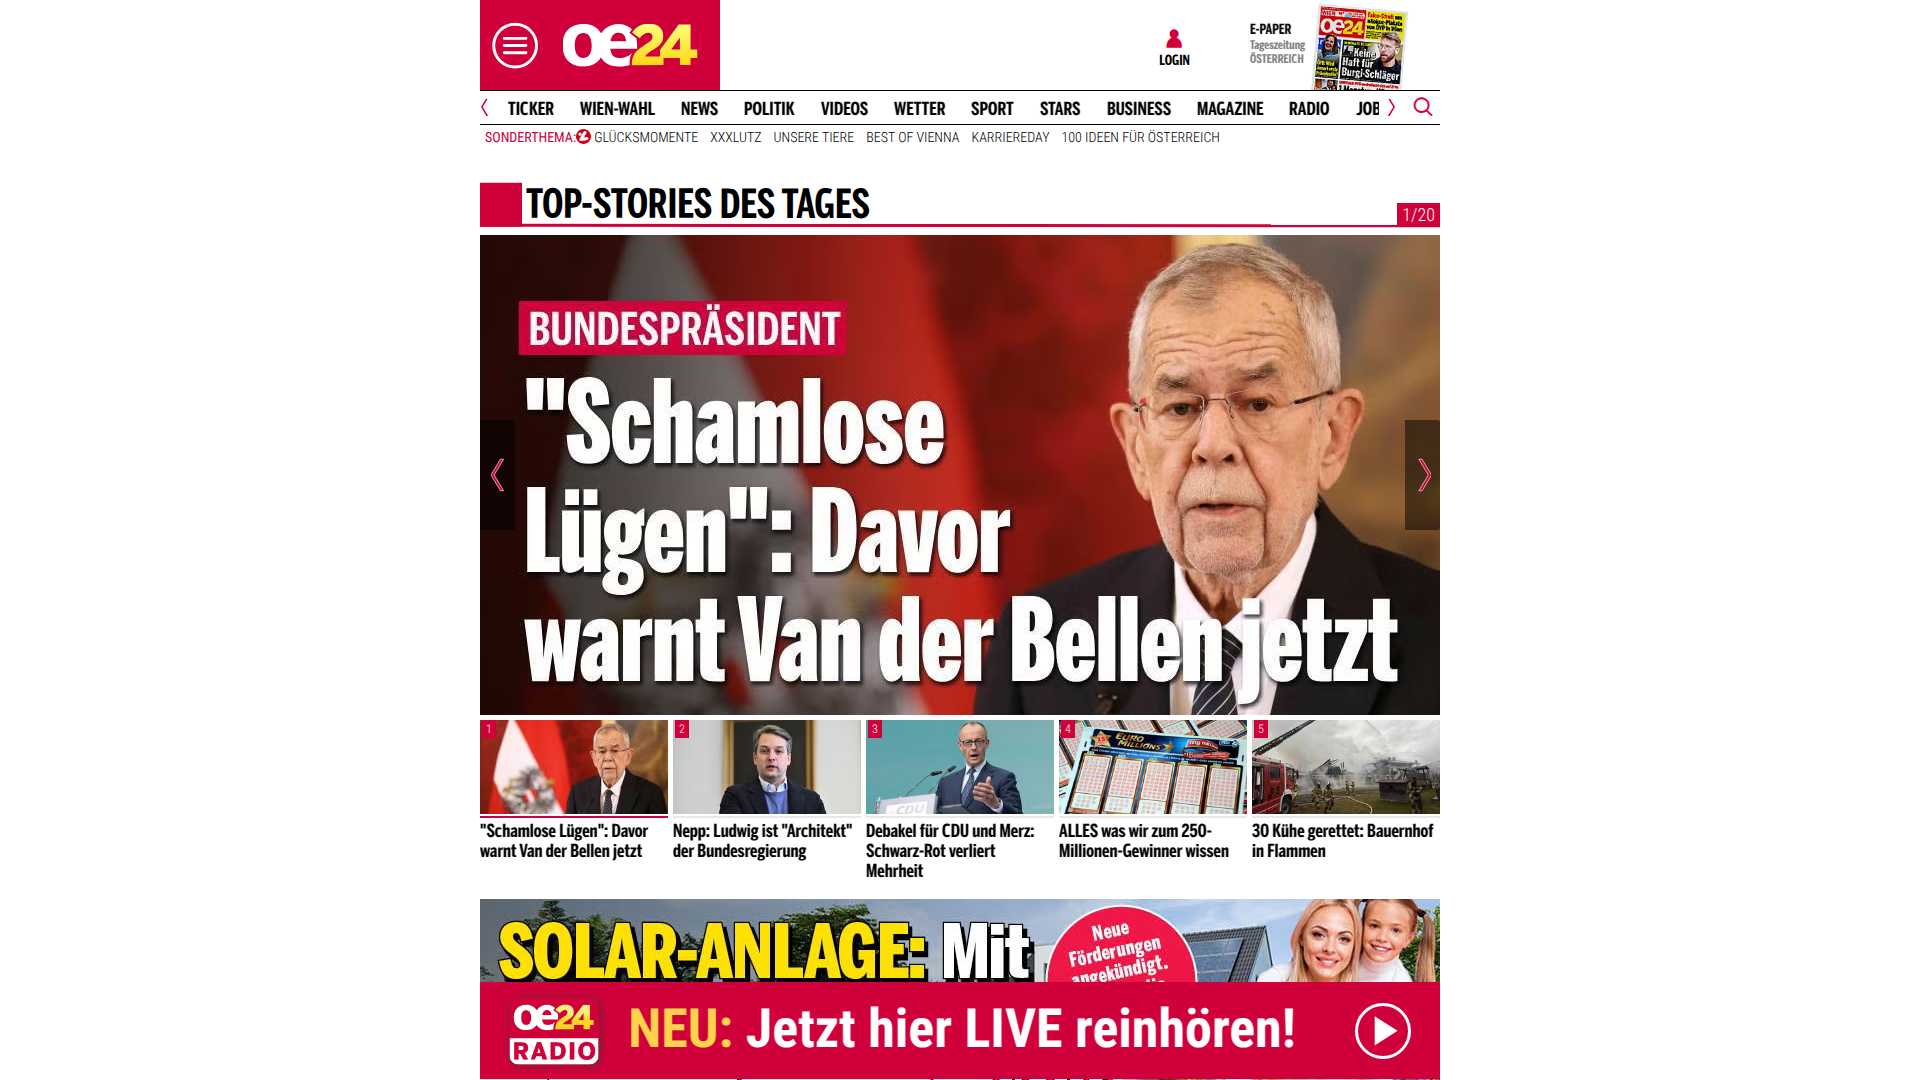 oe24
LOGIN
E-PAPER
Tageszeitung
ÖSTERREICH
oe24
Keine
Haft für
Burgi-Schläger
TICKER WIEN-WAHL NEWS POLITIK VIDEOS WETTER SPORT STARS BUSINESS MAGAZINE RADIO JOB
SONDERTHEMA: GLÜCKSMOMENTE XXXLUTZ UNSERE TIERE BEST OF VIENNA KARRIEREDAY 100 IDEEN FÜR ÖSTERREICH
TOP-STORIES DES TAGES
1/20
BUNDESPRÄSIDENT
"Schamlose
Lügen": Davor
warnt Van der Bellen jetzt
1
2
3
4
5
CDU
EURO
MILLIONS
"Schamlose Lügen": Davor
warnt Van der Bellen jetzt
Nepp: Ludwig ist "Architekt"
der Bundesregierung
Debakel für CDU und Merz:
Schwarz-Rot verliert
Mehrheit
ALLES was wir zum 250-
Millionen-Gewinner wissen
30 Kühe gerettet: Bauernhof
in Flammen
SOLAR-ANLAGE: Mit
Neue
Förderungen
angekündigt.
oe24
RADIO
NEU: Jetzt hier LIVE reinhören!